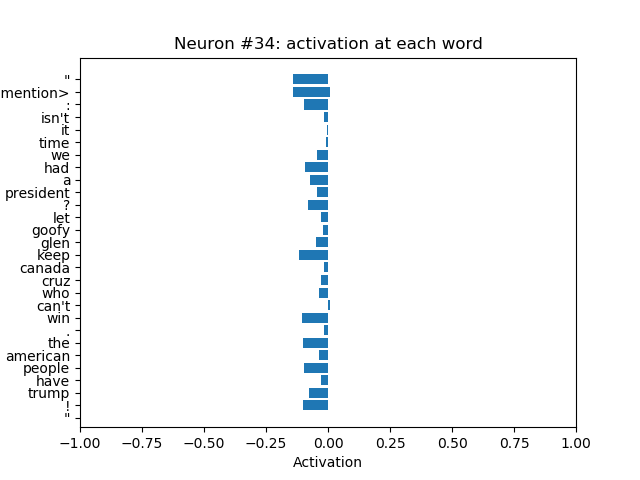 Neuron #34: activation at each word
"
mention>
.
isn't
it
time
we
had
a
president
?
let
goofy
glen
keep
canada
cruz
who
can't
win
.
the
american
people
have
trump
!
"
−1.00 −0.75 −0.50 −0.25 0.00 0.25 0.50 0.75 1.00
Activation